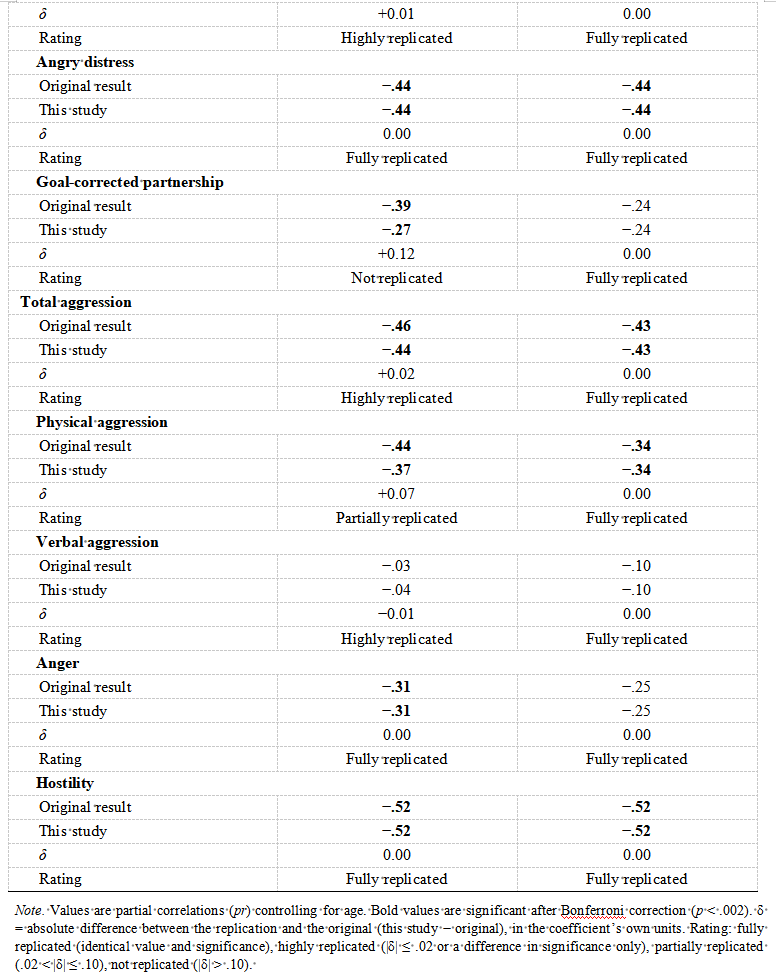 δ +0.01 0.00
Rating Highly replicated Fully replicated
Angry distress
Original result −.44 −.44
This study −.44 −.44
δ 0.00 0.00
Rating Fully replicated Fully replicated
Goal-corrected partnership
Original result −.39 −.24
This study −.27 −.24
δ +0.12 0.00
Rating Not replicated Fully replicated
Total aggression
Original result −.46 −.43
This study −.44 −.43
δ +0.02 0.00
Rating Highly replicated Fully replicated
Physical aggression
Original result −.44 −.34
This study −.37 −.34
δ +0.07 0.00
Rating Partially replicated Fully replicated
Verbal aggression
Original result −.03 −.10
This study −.04 −.10
δ −0.01 0.00
Rating Highly replicated Fully replicated
Anger
Original result −.31 −.25
This study −.31 −.25
δ 0.00 0.00
Rating Fully replicated Fully replicated
Hostility
Original result −.52 −.52
This study −.52 −.52
δ 0.00 0.00
Rating Fully replicated Fully replicated
Note. Values are partial correlations (pr) controlling for age. Bold values are significant after Bonferroni correction (p < .002). δ
= absolute difference between the replication and the original (this study − original), in the coefficient's own units. Rating: fully
replicated (identical value and significance), highly replicated (|δ| ≤ .02 or a difference in significance only), partially replicated
(.02 < |δ| ≤ .10), not replicated (|δ| > .10).